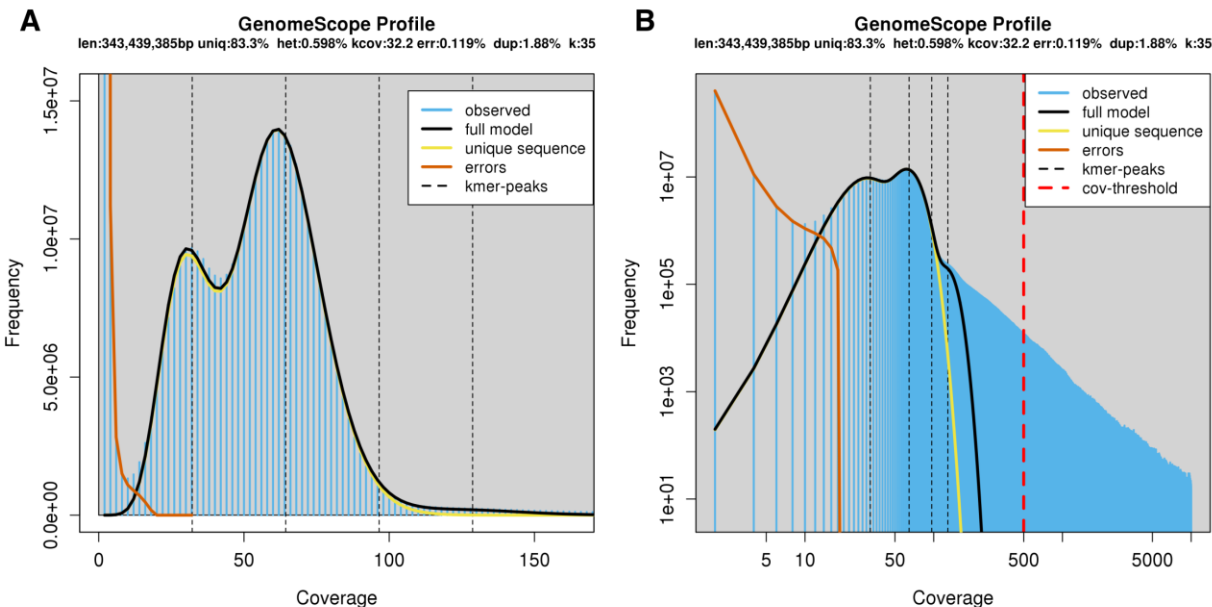 A
GenomeScope Profile
len:343,439,385bp uniq:83.3% het:0.598% kcov:32.2 err:0.119% dup:1.88% k:35
1.5e+07
1.0e+07
5.0e+06
0.0e+00
Frequency
observed
full model
unique sequence
errors
kmer-peaks
0
50
100
150
Coverage
B
GenomeScope Profile
len:343,439,385bp uniq:83.3% het:0.598% kcov:32.2 err:0.119% dup:1.88% k:35
1e+07
1e+05
1e+03
1e+01
Frequency
observed
full model
unique sequence
errors
kmer-peaks
cov-threshold
5
10
50
500
5000
Coverage